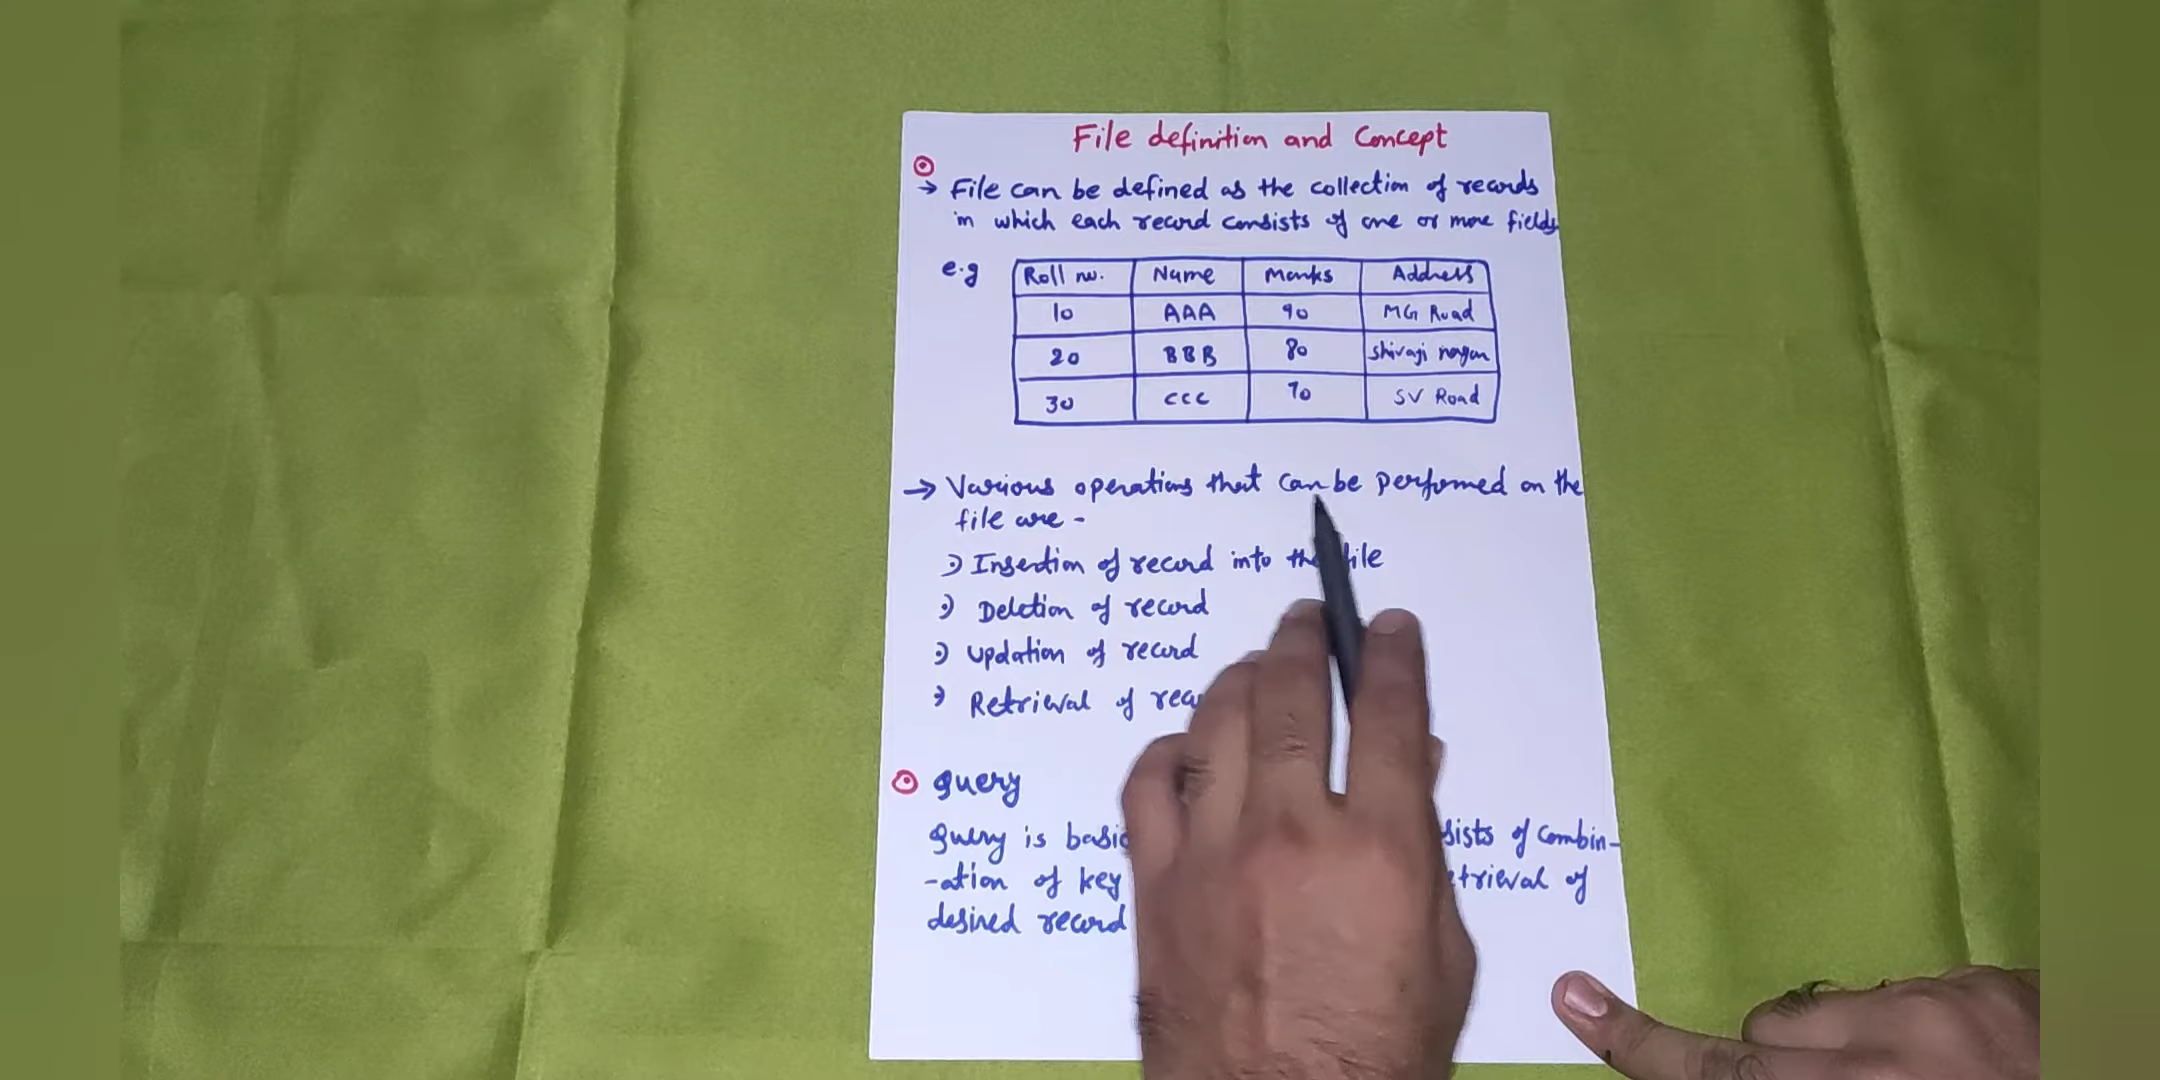 File definition and Concept
→ File can be defined as the collection of records
in which each record consists of one or more fields
e.g
Roll no. Name Marks Address
10 AAA 90 MG Road
20 BBB 80 Shivaji nagar
30 CCC 70 SV Road
→ Various operations that can be performed on the
file are -
Insertion of record into the file
Deletion of record
Updation of record
Retrieval of
Query
Query is of Combin-
-ation of key of
desired record